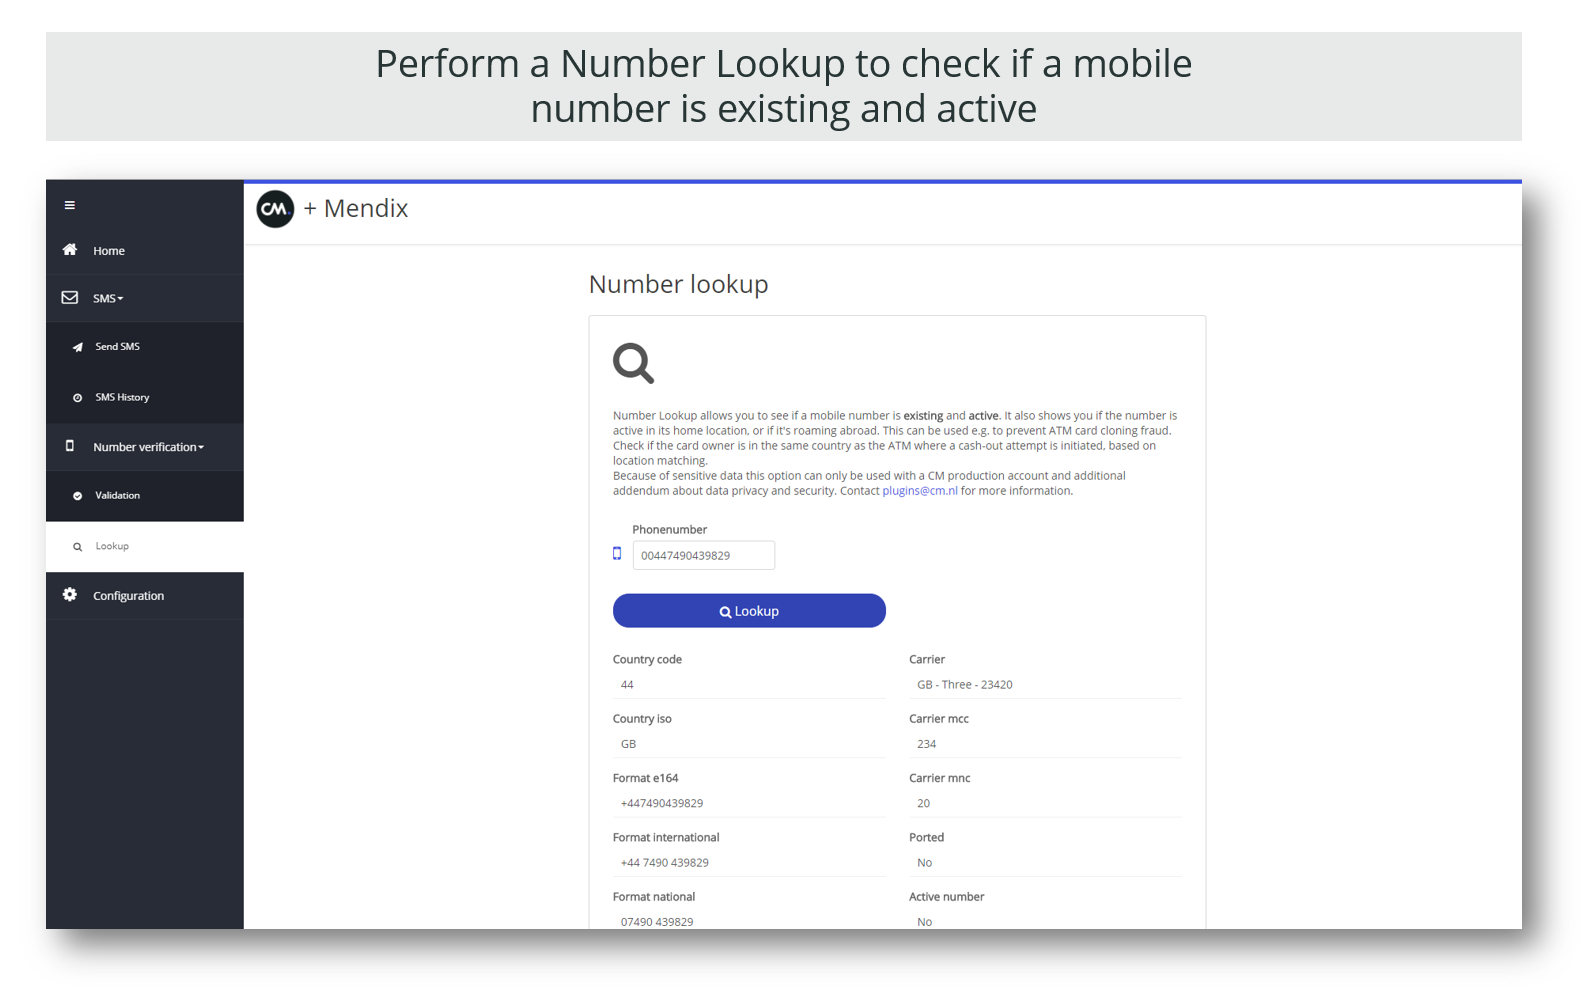 Perform a Number Lookup to check if a mobile
number is existing and active
CM. + Mendix
Home
SMS
Send SMS
SMS History
Number verification
Validation
Lookup
Configuration
Number lookup
Number Lookup allows you to see if a mobile number is existing and active. It also shows you if the number is
active in its home location, or if it's roaming abroad. This can be used e.g. to prevent ATM card cloning fraud.
Check if the card owner is in the same country as the ATM where a cash-out attempt is initiated, based on
location matching.
Because of sensitive data this option can only be used with a CM production account and additional
addendum about data privacy and security. Contact plugins@cm.nl for more information.
Phonenumber
00447490439829
Lookup
Country code
44
Country iso
GB
Format e164
+447490439829
Format international
+44 7490 439829
Format national
07490 439829
Carrier
GB - Three - 23420
Carrier mcc
234
Carrier mnc
20
Ported
No
Active number
No